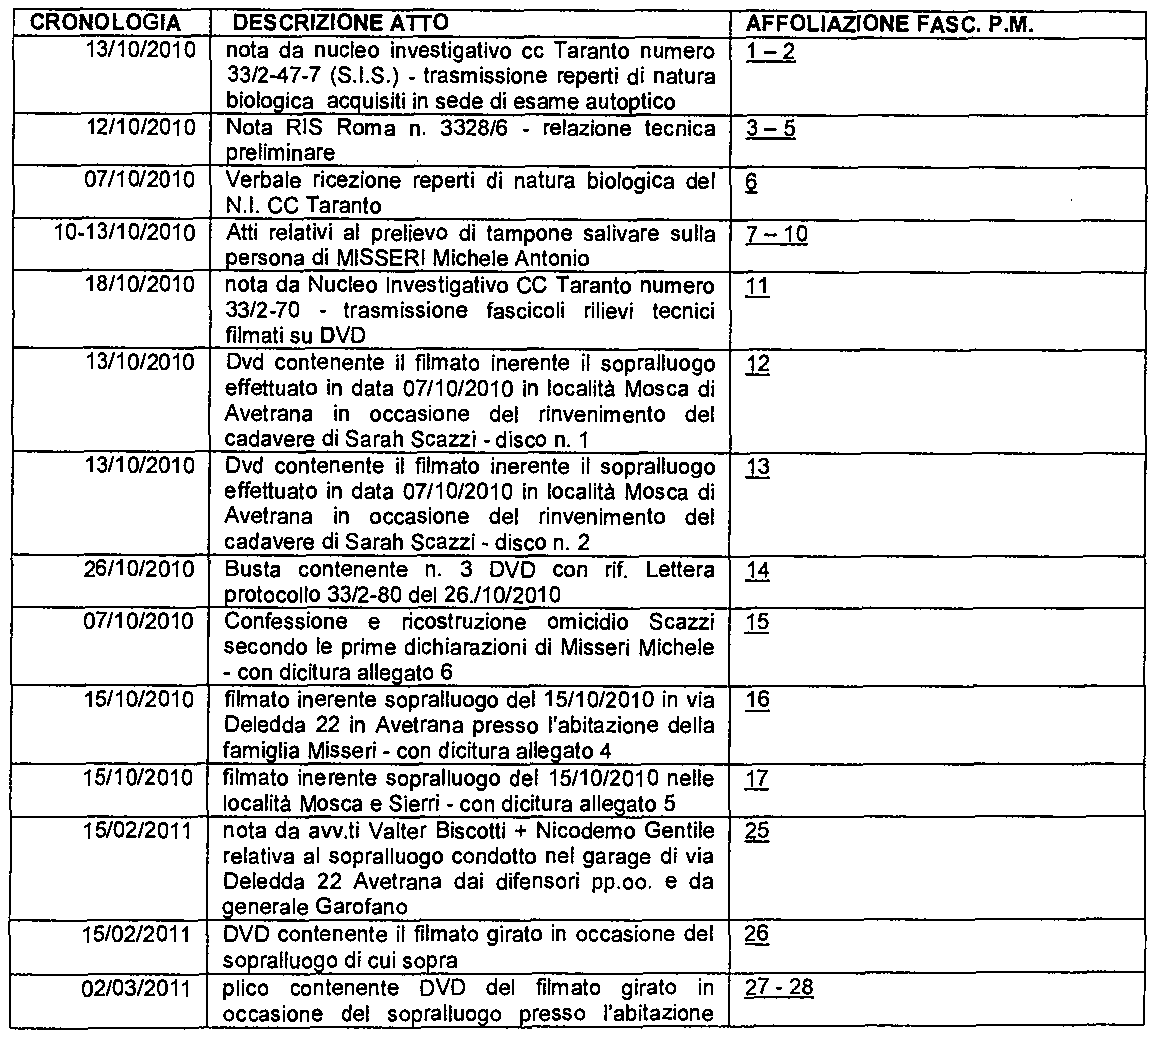 CRONOLOGIA DESCRIZIONE ATTO AFFOLIAZIONE FASC. P.M.
13/10/2010 nota da nucleo investigativo cc Taranto numero 1 – 2
33/2-47-7 (S.I.S.) - trasmissione reperti di natura
biologica acquisiti in sede di esame autoptico
12/10/2010 Nota RIS Roma n. 3328/6 - relazione tecnica 3 – 5
preliminare
07/10/2010 Verbale ricezione reperti di natura biologica del 6
N.I. CC Taranto
10-13/10/2010 Atti relativi al prelievo di tampone salivare sulla 7 – 10
persona di MISSERI Michele Antonio
18/10/2010 nota da Nucleo Investigativo CC Taranto numero 11
33/2-70 - trasmissione fascicoli rilievi tecnici
filmati su DVD
13/10/2010 Dvd contenente il filmato inerente il sopralluogo 12
effettuato in data 07/10/2010 in località Mosca di
Avetrana in occasione del rinvenimento del
cadavere di Sarah Scazzi - disco n. 1
13/10/2010 Dvd contenente il filmato inerente il sopralluogo 13
effettuato in data 07/10/2010 in località Mosca di
Avetrana in occasione del rinvenimento del
cadavere di Sarah Scazzi - disco n. 2
26/10/2010 Busta contenente n. 3 DVD con rif. Lettera 14
protocollo 33/2-80 del 26./10/2010
07/10/2010 Confessione e ricostruzione omicidio Scazzi 15
secondo le prime dichiarazioni di Misseri Michele
- con dicitura allegato 6
15/10/2010 filmato inerente sopralluogo del 15/10/2010 in via 16
Deledda 22 in Avetrana presso l'abitazione della
famiglia Misseri - con dicitura allegato 4
15/10/2010 filmato inerente sopralluogo del 15/10/2010 nelle 17
località Mosca e Sierri - con dicitura allegato 5
15/02/2011 nota da avv.ti Valter Biscotti + Nicodemo Gentile 25
relativa al sopralluogo condotto nel garage di via
Deledda 22 Avetrana dai difensori pp.oo. e da
generale Garofano
15/02/2011 DVD contenente il filmato girato in occasione del 26
sopralluogo di cui sopra
02/03/2011 plico contenente DVD del filmato girato in 27 - 28
occasione del sopralluogo presso l'abitazione